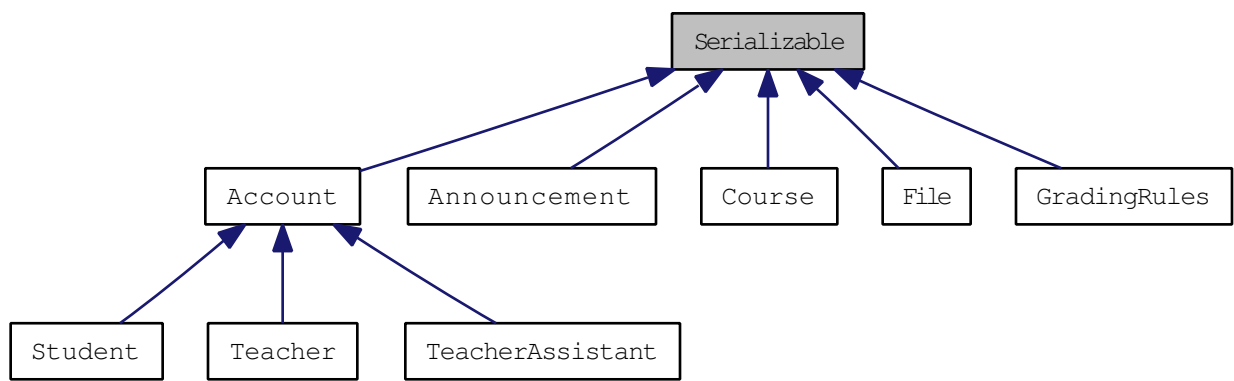 Serializable
Account
Announcement
Course
File
GradingRules
Student
Teacher
TeacherAssistant